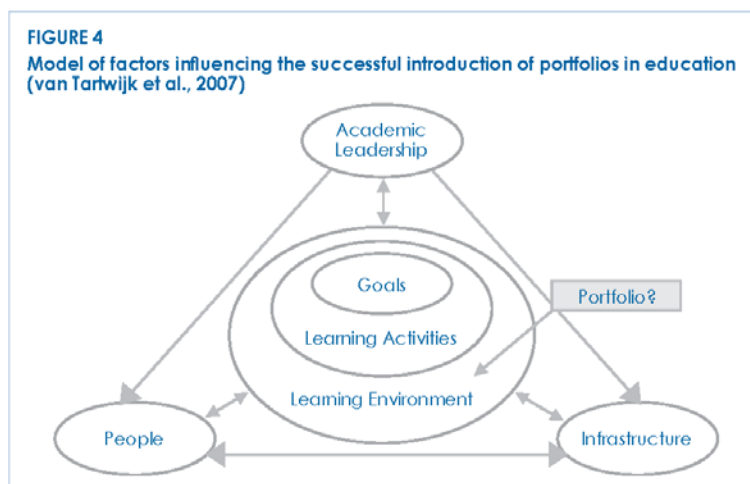 FIGURE 4
Model of factors influencing the successful introduction of portfolios in education
(van Tartwijk et al., 2007)
Academic
Leadership
Goals
Portfolio?
Learning Activities
Learning Environment
People
Infrastructure